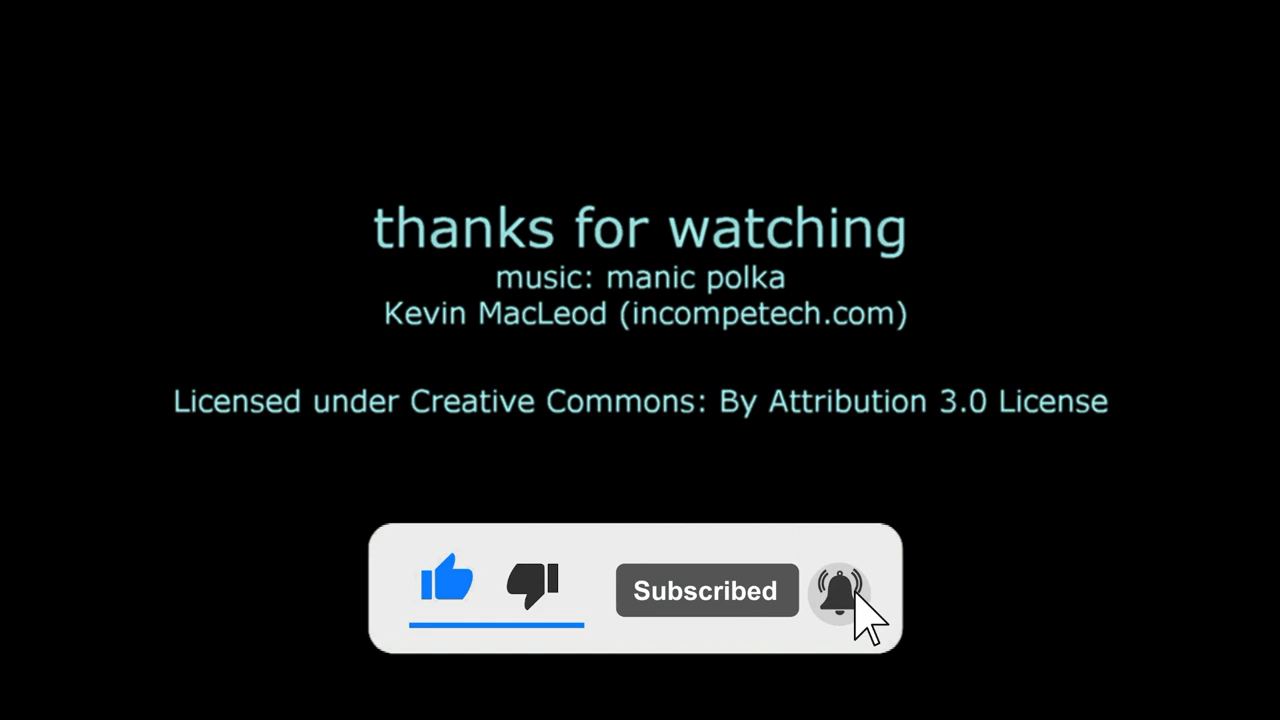 thanks for watching
music: manic polka
Kevin MacLeod (incompetech.com)
Licensed under Creative Commons: By Attribution 3.0 License
Subscribed